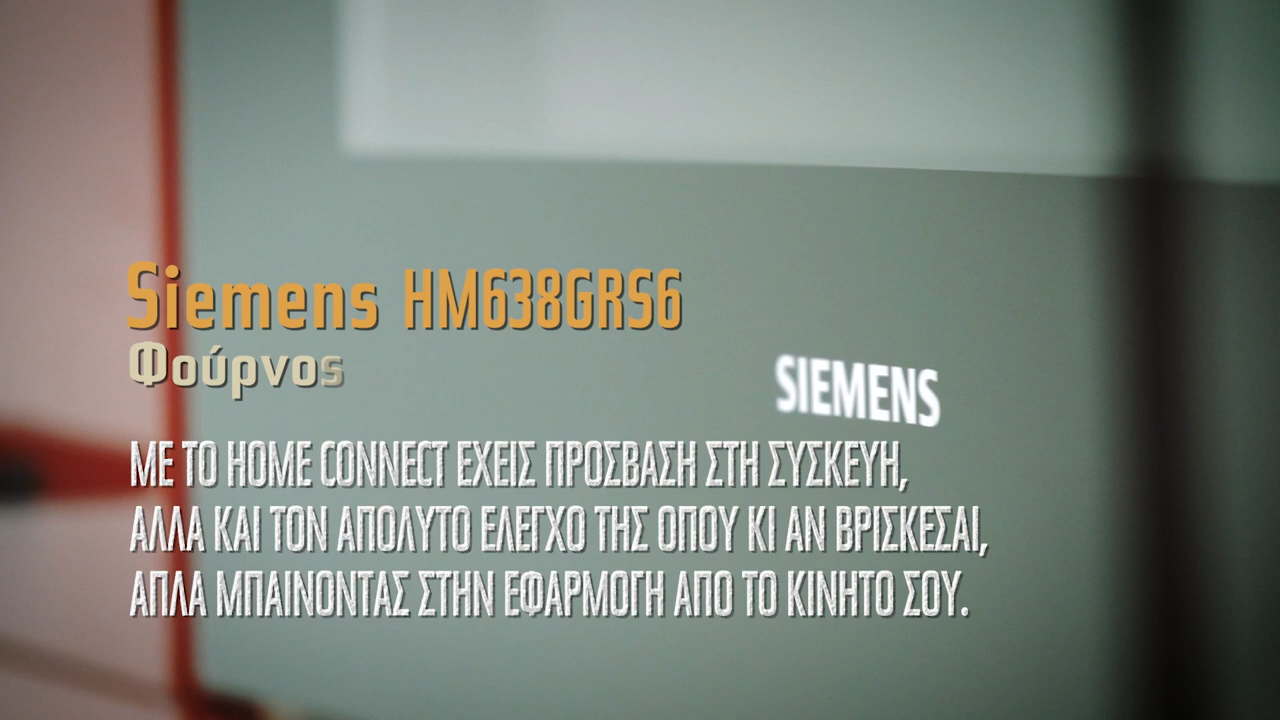 Siemens HM638GRS6
Φούρνος
SIEMENS
ΜΕ ΤΟ HOME CONNECT ΕΧΕΙΣ ΠΡΟΣΒΑΣΗ ΣΤΗ ΣΥΣΚΕΥΗ,
ΑΛΛΑ ΚΑΙ ΤΟΝ ΑΠΟΛΥΤΟ ΕΛΕΓΧΟ ΤΗΣ ΟΠΟΥ ΚΙ ΑΝ ΒΡΙΣΚΕΣΑΙ,
ΑΠΛΑ ΜΠΑΙΝΟΝΤΑΣ ΣΤΗΝ ΕΦΑΡΜΟΓΗ ΑΠΟ ΤΟ ΚΙΝΗΤΟ ΣΟΥ.